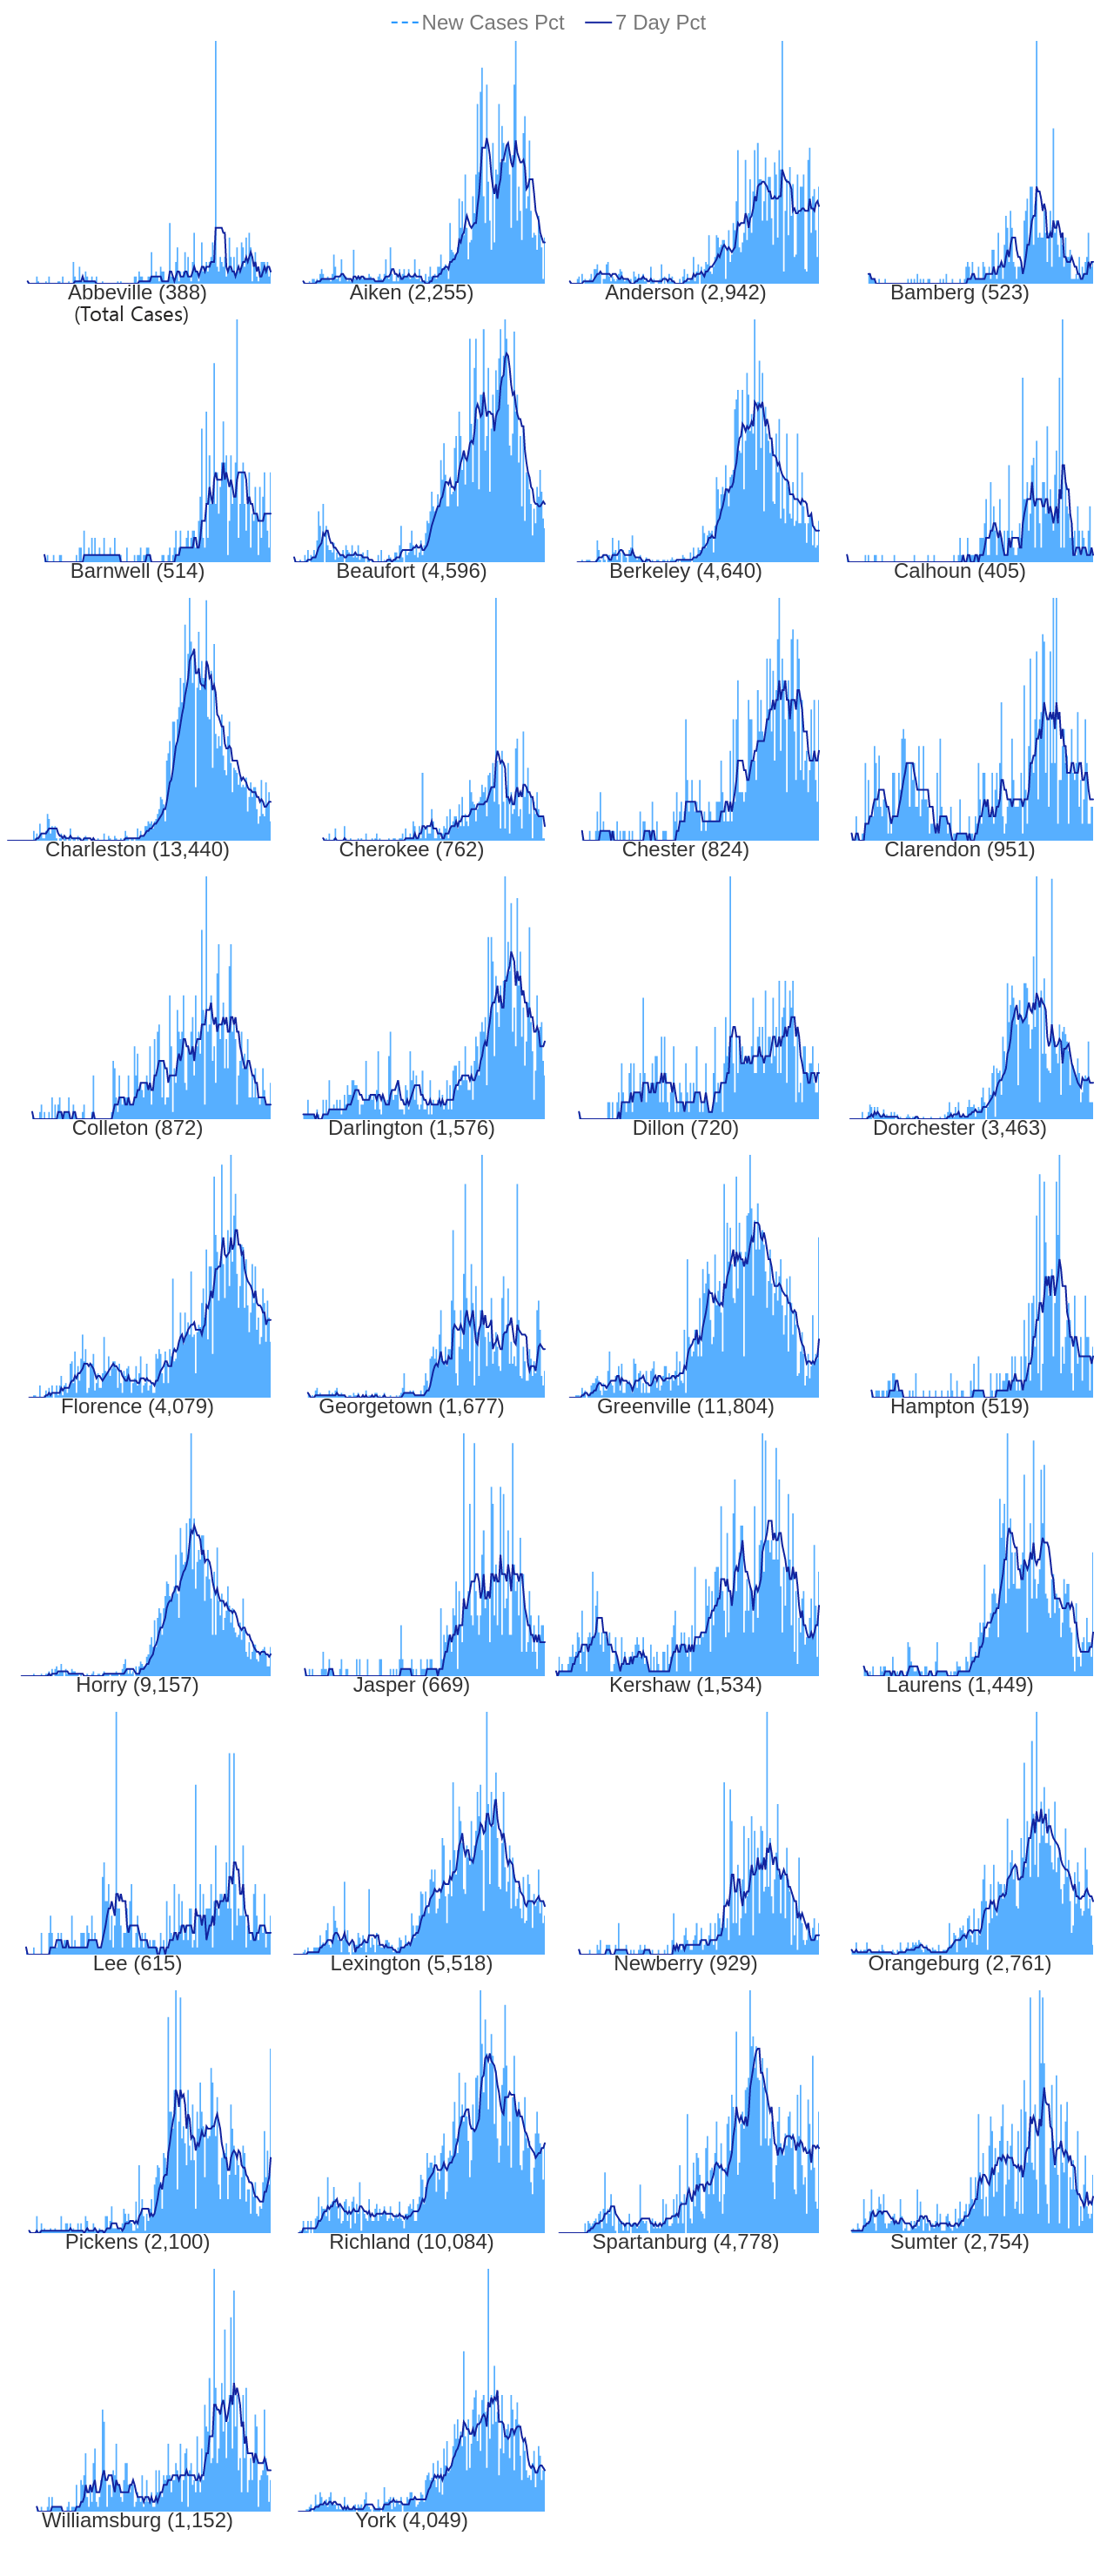 New Cases Pct 7 Day Pct
Abbeville (388) Aiken (2,255) Anderson (2,942) Bamberg (523)
(Total Cases)
Barnwell (514) Beaufort (4,596) Berkeley (4,640) Calhoun (405)
Charleston (13,440) Cherokee (762) Chester (824) Clarendon (951)
Colleton (872) Darlington (1,576) Dillon (720) Dorchester (3,463)
Florence (4,079) Georgetown (1,677) Greenville (11,804) Hampton (519)
Horry (9,157) Jasper (669) Kershaw (1,534) Laurens (1,449)
Lee (615) Lexington (5,518) Newberry (929) Orangeburg (2,761)
Pickens (2,100) Richland (10,084) Spartanburg (4,778) Sumter (2,754)
Williamsburg (1,152) York (4,049)